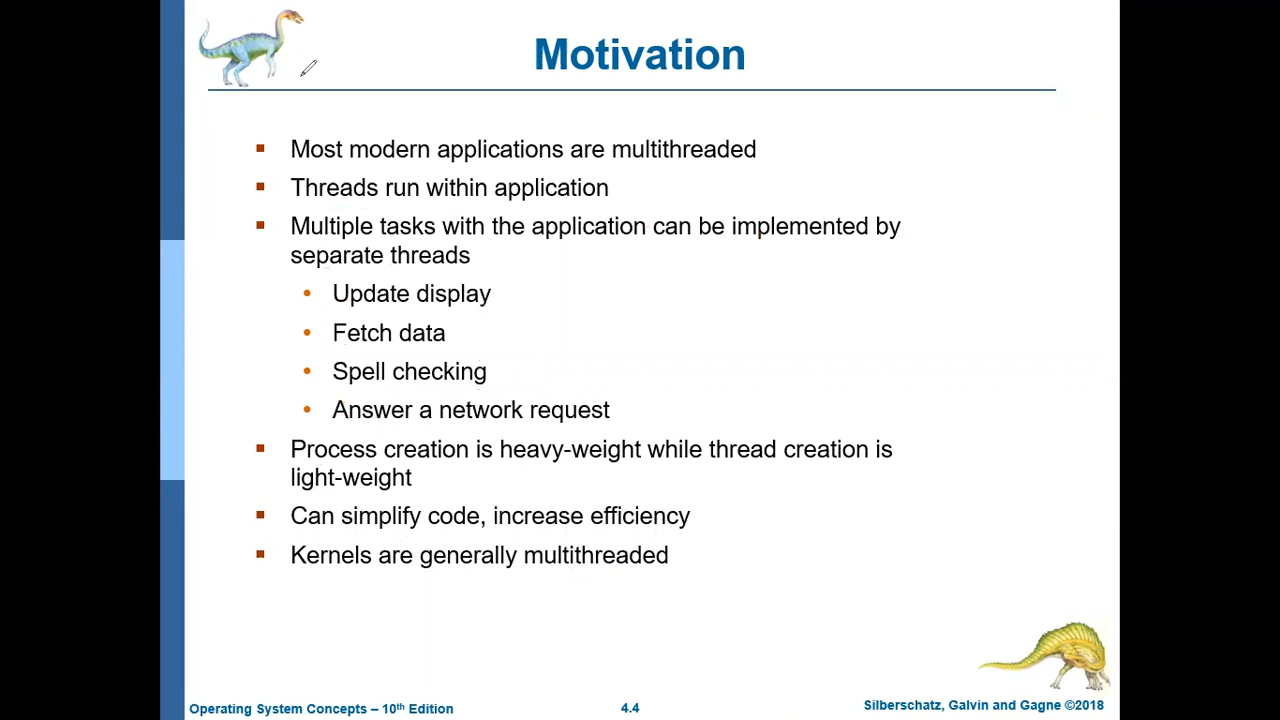 Motivation
▪ Most modern applications are multithreaded
▪ Threads run within application
▪ Multiple tasks with the application can be implemented by
separate threads
• Update display
• Fetch data
• Spell checking
• Answer a network request
▪ Process creation is heavy-weight while thread creation is
light-weight
▪ Can simplify code, increase efficiency
▪ Kernels are generally multithreaded
Operating System Concepts – 10th Edition
4.4
Silberschatz, Galvin and Gagne ©2018